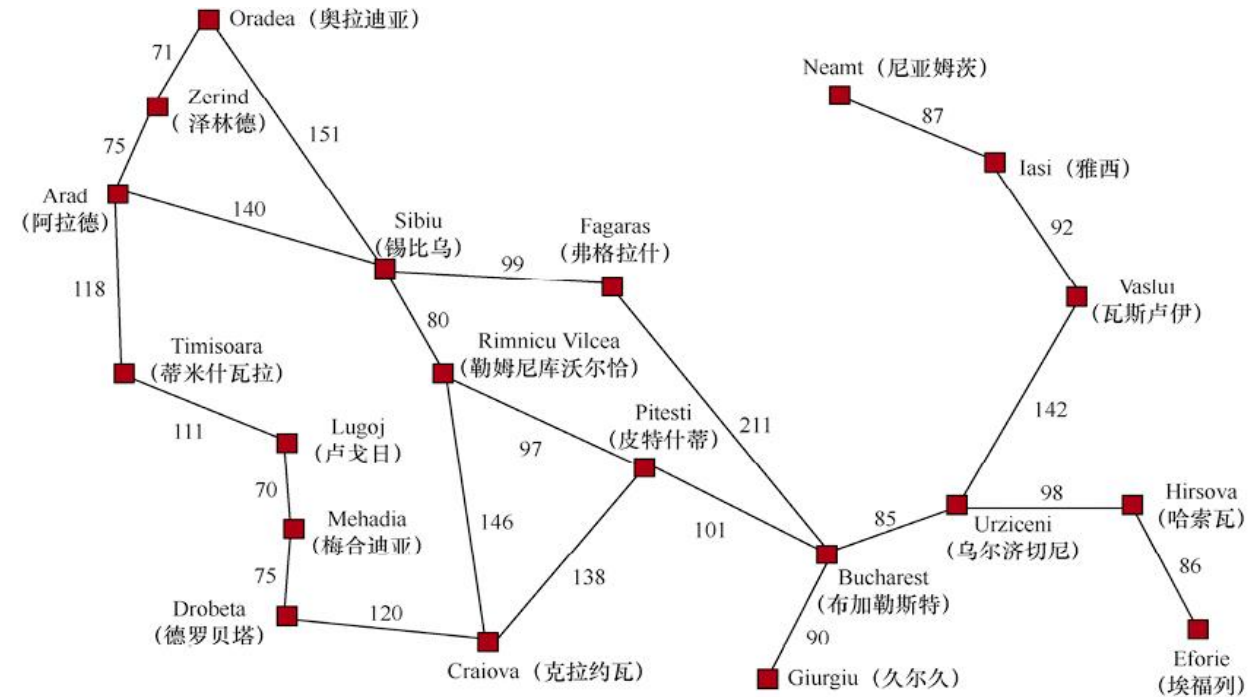 Oradea（奥拉迪亚）
71
Zerind
（ 泽林德）
75
151
Arad
（阿拉德）
140
118
Sibiu
（锡比乌）
99
Fagaras
（弗格拉什）
80
Rimnicu Vilcea
（勒姆尼库沃尔恰）
Timisoara
（蒂米什瓦拉）
111
Lugoj
（卢戈日）
70
Mehadia
（梅合迪亚）
75
Drobeta
（德罗贝塔）
120
Craiova（克拉约瓦）
146
97
138
Pitesti
（皮特什蒂）
211
101
Neamt（尼亚姆茨）
87
Iasi（雅西）
92
Vaslui
（瓦斯卢伊）
142
85
98
Urziceni
（乌尔济切尼）
Hirsova
（哈索瓦）
86
Bucharest
（布加勒斯特）
90
Giurgiu（久尔久）
Eforie
（埃福列）